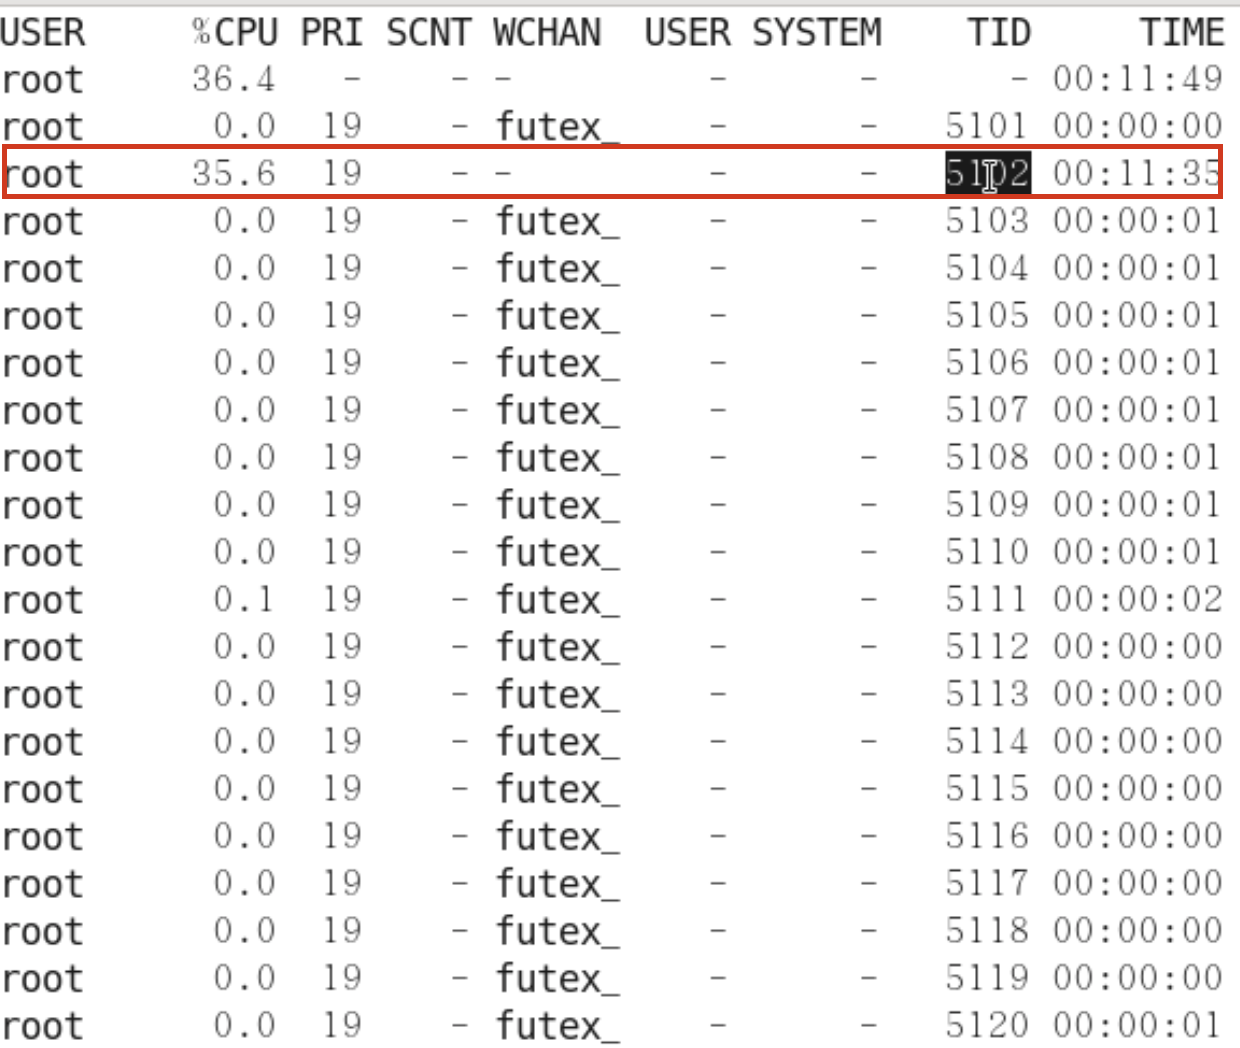 USER %CPU PRI SCNT WCHAN USER SYSTEM TID TIME
root 36.4 - - - - - - 00:11:49
root 0.0 19 - futex_ - - 5101 00:00:00
root 35.6 19 - - - - 5102 00:11:35
root 0.0 19 - futex_ - - 5103 00:00:01
root 0.0 19 - futex_ - - 5104 00:00:01
root 0.0 19 - futex_ - - 5105 00:00:01
root 0.0 19 - futex_ - - 5106 00:00:01
root 0.0 19 - futex_ - - 5107 00:00:01
root 0.0 19 - futex_ - - 5108 00:00:01
root 0.0 19 - futex_ - - 5109 00:00:01
root 0.0 19 - futex_ - - 5110 00:00:01
root 0.1 19 - futex_ - - 5111 00:00:02
root 0.0 19 - futex_ - - 5112 00:00:00
root 0.0 19 - futex_ - - 5113 00:00:00
root 0.0 19 - futex_ - - 5114 00:00:00
root 0.0 19 - futex_ - - 5115 00:00:00
root 0.0 19 - futex_ - - 5116 00:00:00
root 0.0 19 - futex_ - - 5117 00:00:00
root 0.0 19 - futex_ - - 5118 00:00:00
root 0.0 19 - futex_ - - 5119 00:00:00
root 0.0 19 - futex_ - - 5120 00:00:01